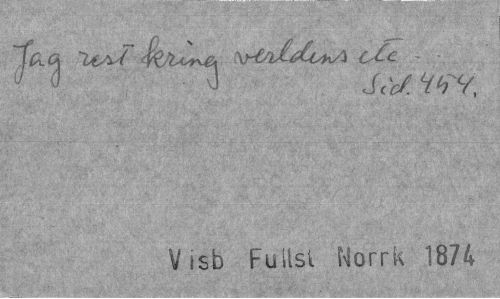 Jag rest kring verldens etc ...
Sid. 454.
Visb Fullst Norrk 1874